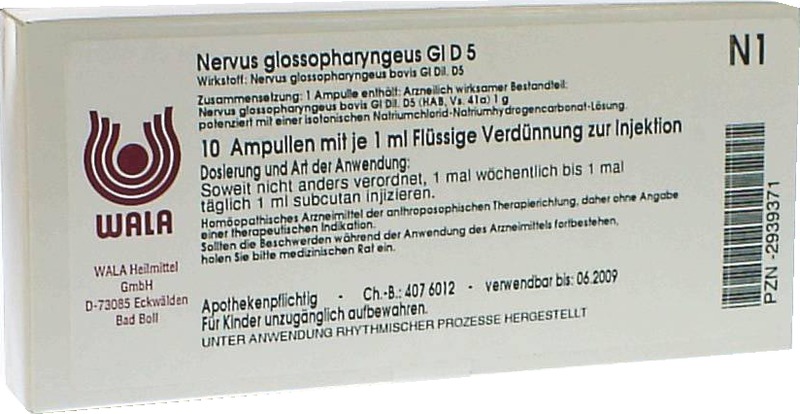 Nervus glossopharyngeus Gl D 5
Wirkstoff: Nervus glossopharyngeus bovis Gl Dil. D5
Zusammensetzung: 1 Ampulle enthält: Arzneilich wirksamer Bestandteil:
Nervus glossopharyngeus bovis Gl Dil. D5 (HAB, Vs. 41a) 1 g
potenziert mit einer isotonischen Natriumchlorid-Natriumhydrogencarbonat-Lösung.
10 Ampullen mit je 1 ml Flüssige Verdünnung zur Injektion
Dosierung und Art der Anwendung:
Soweit nicht anders verordnet, 1 mal wöchentlich bis 1 mal
täglich 1 ml subcutan injizieren.
Homöopathisches Arzneimittel der anthroposophischen Therapierichtung, daher ohne Angabe
einer therapeutischen Indikation.
Sollten die Beschwerden während der Anwendung des Arzneimittels fortbestehen,
holen Sie bitte medizinischen Rat ein.
Apothekenpflichtig - Ch.-B.: 407 6012 - verwendbar bis: 06.2009
Für Kinder unzugänglich aufbewahren.
UNTER ANWENDUNG RHYTHMISCHER PROZESSE HERGESTELLT
WALA
WALA Heilmittel
GmbH
D-73085 Eckwälden
Bad Boll
N1
PZN -2939371